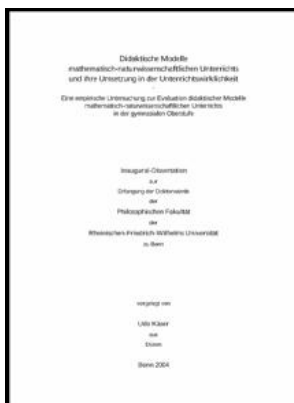 Didaktische Modelle
mathematisch-naturwissenschaftlichen Unterrichts
und ihre Umsetzung in der Unterrichtswirklichkeit
-
Eine empirische Untersuchung zur Evaluation didaktischer Modelle
mathematisch-naturwissenschaftlichen Unterrichts
in der gymnasialen Oberstufe
Inaugural-Dissertation
zur
Erlangung der Doktorwürde
der
Philosophischen Fakultät
der
Rheinischen Friedrich-Wilhelms Universität
zu Bonn
vorgelegt von
Udo Käser
aus
Düren
Bonn 2004